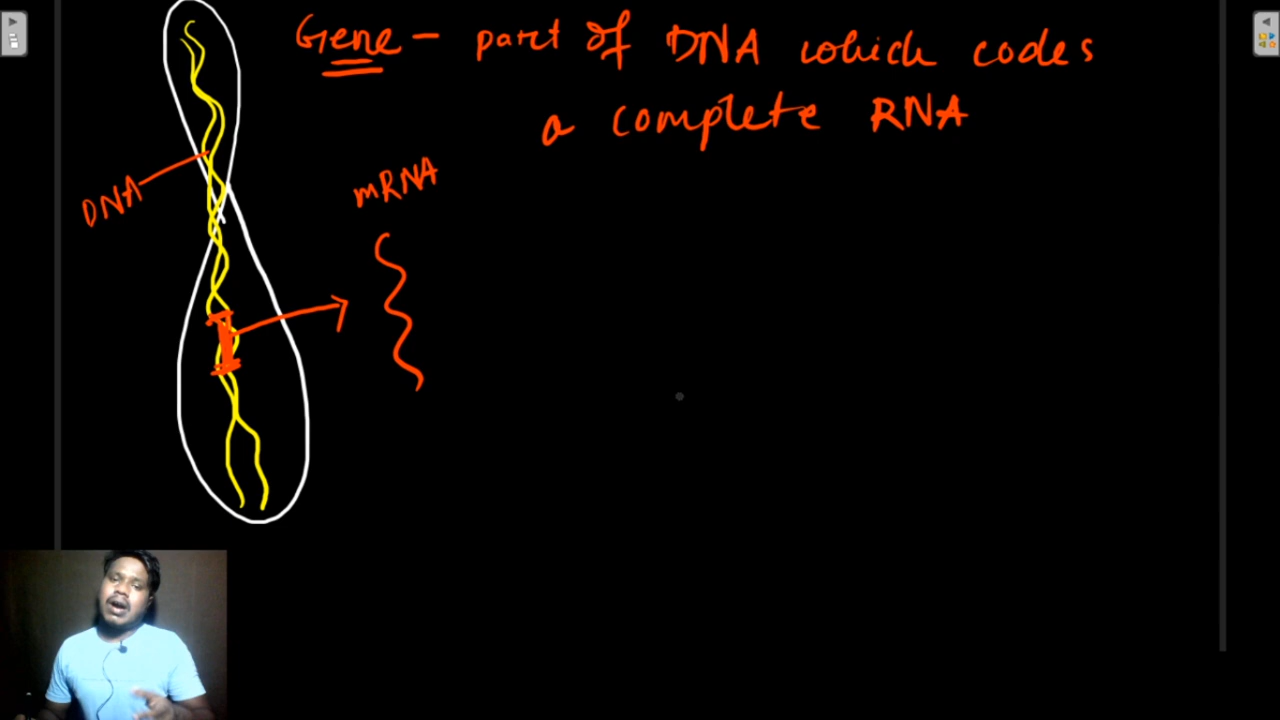 Gene - part of DNA which codes
a complete RNA
DNA
mRNA